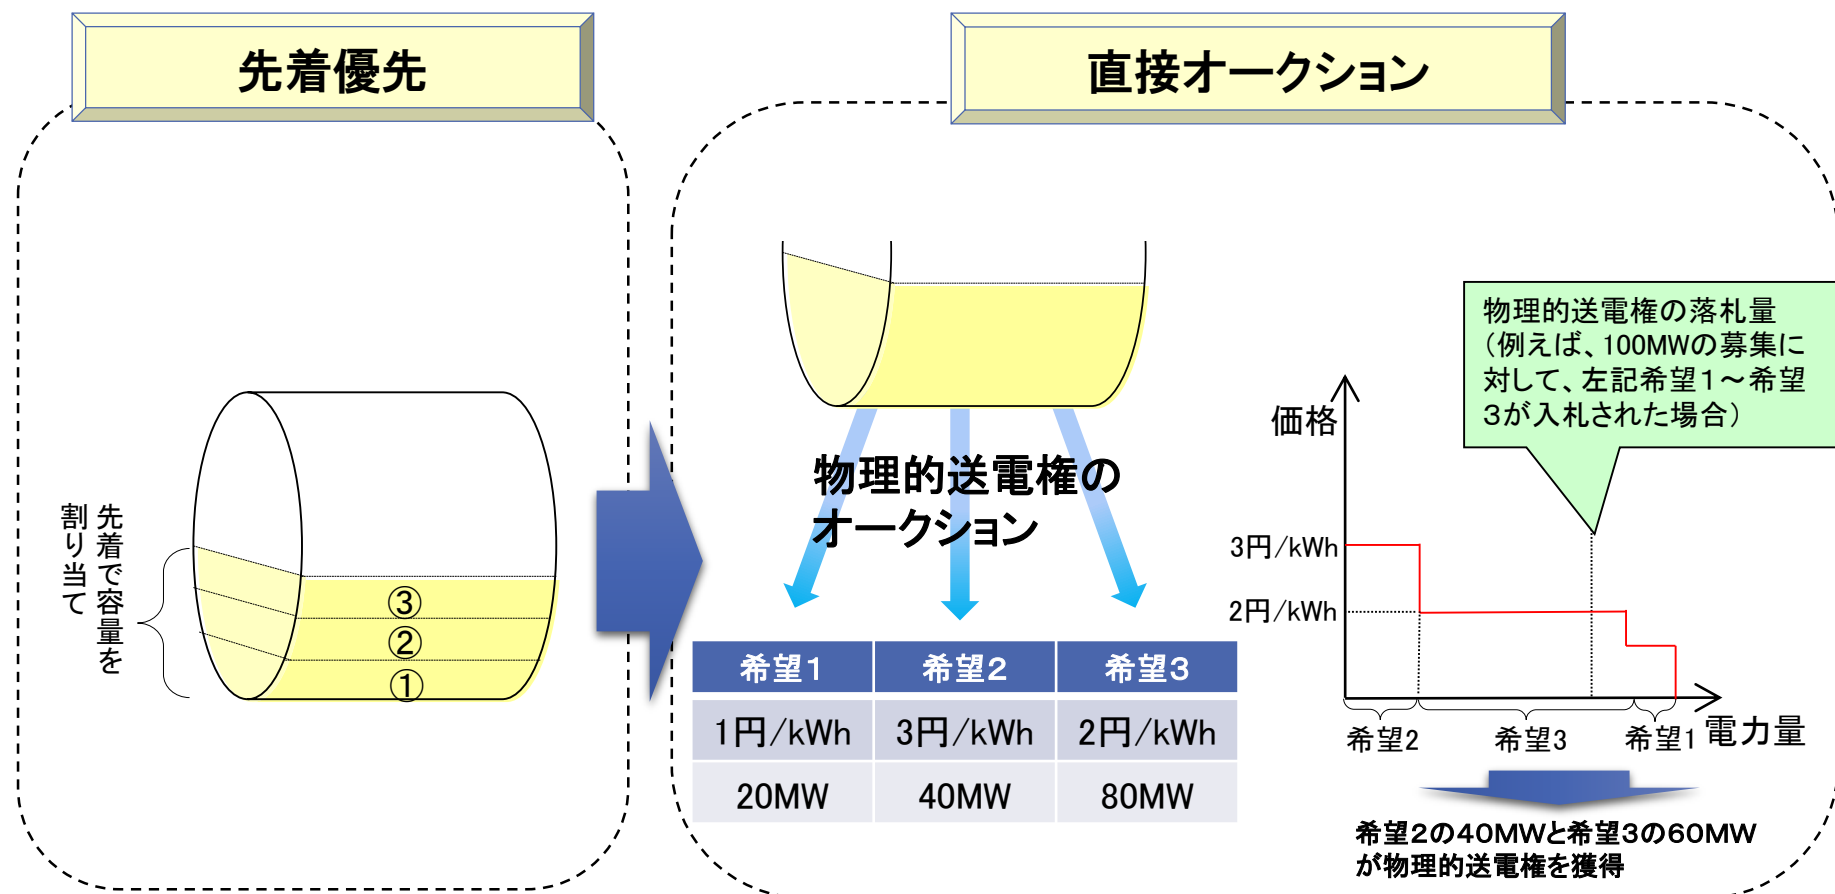 先着優先
直接オークション
先着で容量を
割り当て
③
②
①
物理的送電権の
オークション
希望1
希望2
希望3
1円/kWh
3円/kWh
2円/kWh
20MW
40MW
80MW
物理的送電権の落札量
(例えば、100MWの募集に
対して、左記希望1~希望
3が入札された場合)
価格
3円/kWh
2円/kWh
希望2
希望3
希望1
電力量
希望2の40MWと希望3の60MW
が物理的送電権を獲得